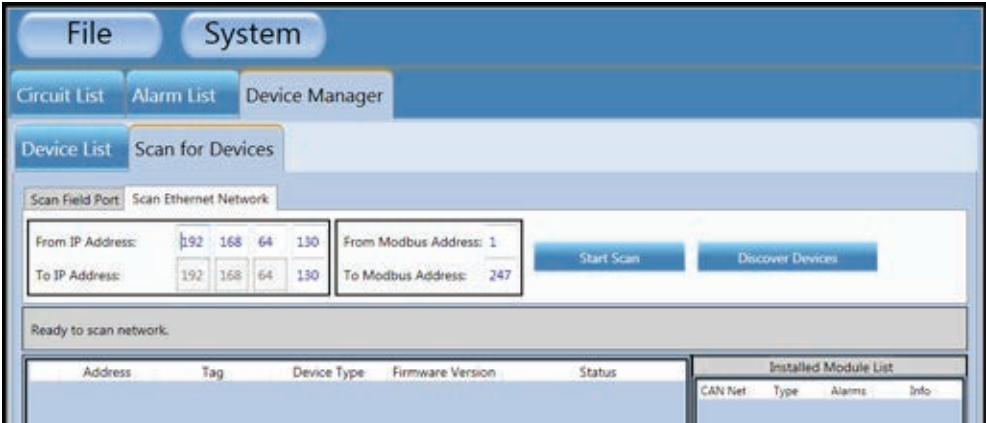 File System
Circuit List Alarm List Device Manager
Device List Scan for Devices
Scan Field Port Scan Ethernet Network
From IP Address: 192 168 64 130 From Modbus Address: 1
To IP Address: 192 168 64 130 To Modbus Address: 247
Start Scan Discover Devices
Ready to scan network.
Address Tag Device Type Firmware Version Status
Installed Module List
CAN Net Type Alarms Info